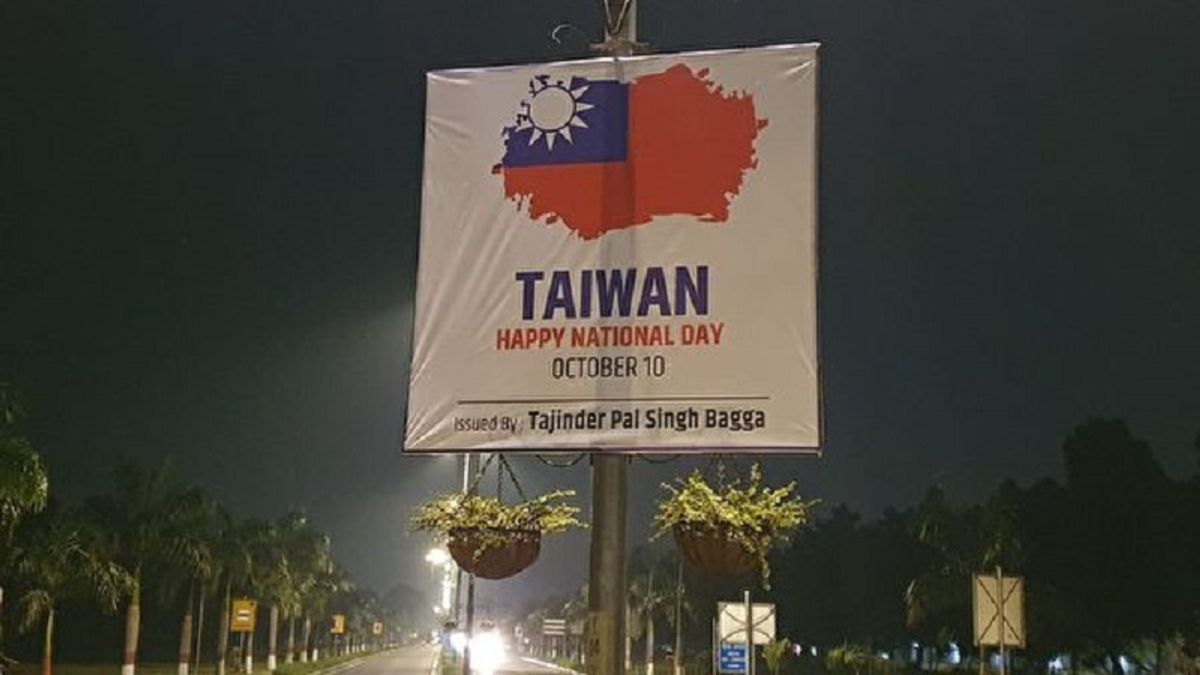 TAIWAN
HAPPY NATIONAL DAY
OCTOBER 10
Issued By : Tajinder Pal Singh Bagga